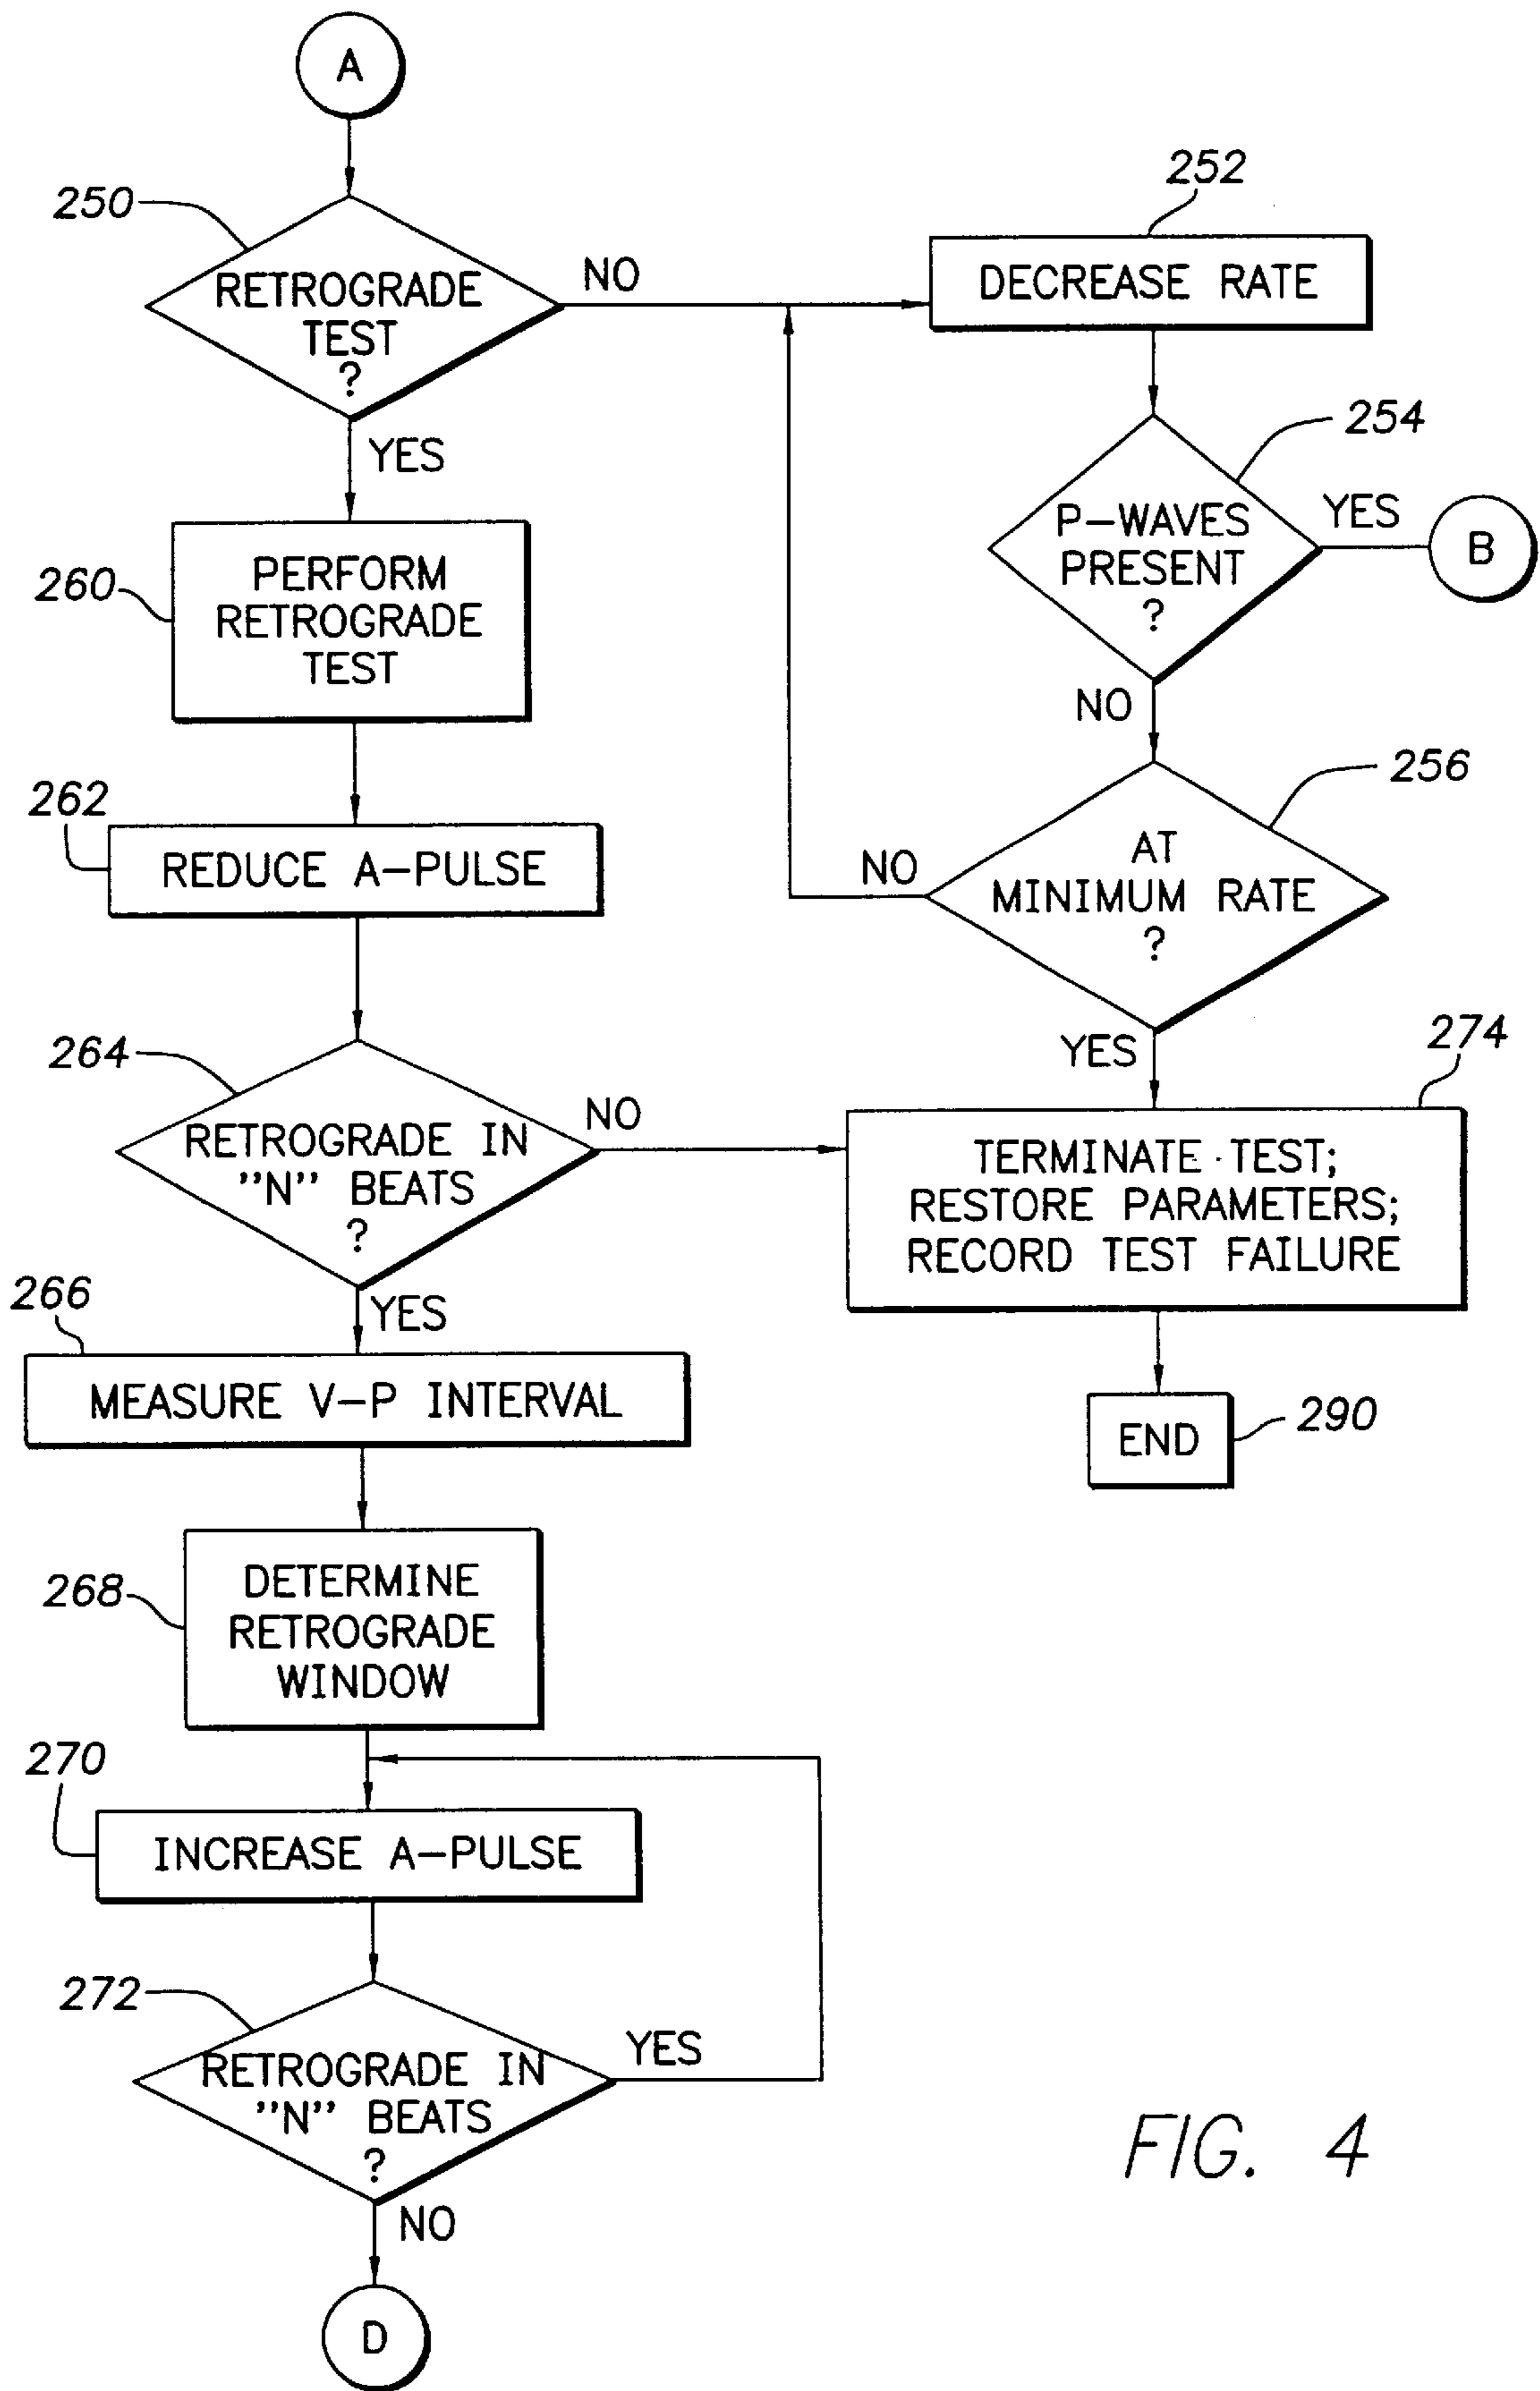 A
250
RETROGRADE
TEST
?
NO
YES
252
DECREASE RATE
254
P-WAVES
PRESENT
?
YES
B
NO
256
AT
MINIMUM RATE
?
NO
YES
260
PERFORM
RETROGRADE
TEST
262
REDUCE A-PULSE
264
RETROGRADE IN
"N" BEATS
?
NO
YES
274
TERMINATE TEST;
RESTORE PARAMETERS;
RECORD TEST FAILURE
290
END
266
MEASURE V-P INTERVAL
268
DETERMINE
RETROGRADE
WINDOW
270
INCREASE A-PULSE
272
RETROGRADE IN
"N" BEATS
?
YES
NO
D
FIG. 4